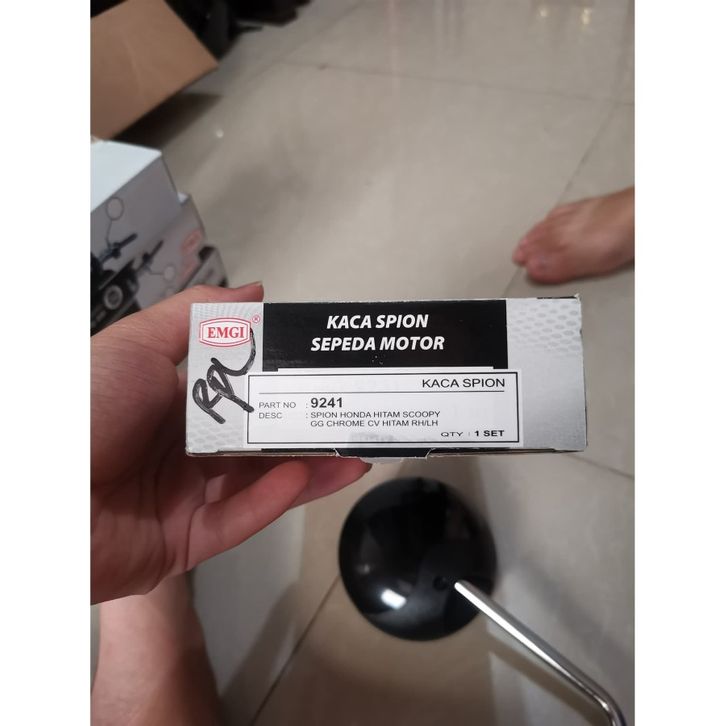 EMGI ®
KACA SPION
SEPEDA MOTOR
KACA SPION
PART NO : 9241
DESC : SPION HONDA HITAM SCOOPY
GG CHROME CV HITAM RH/LH
QTY : 1 SET
EMGI